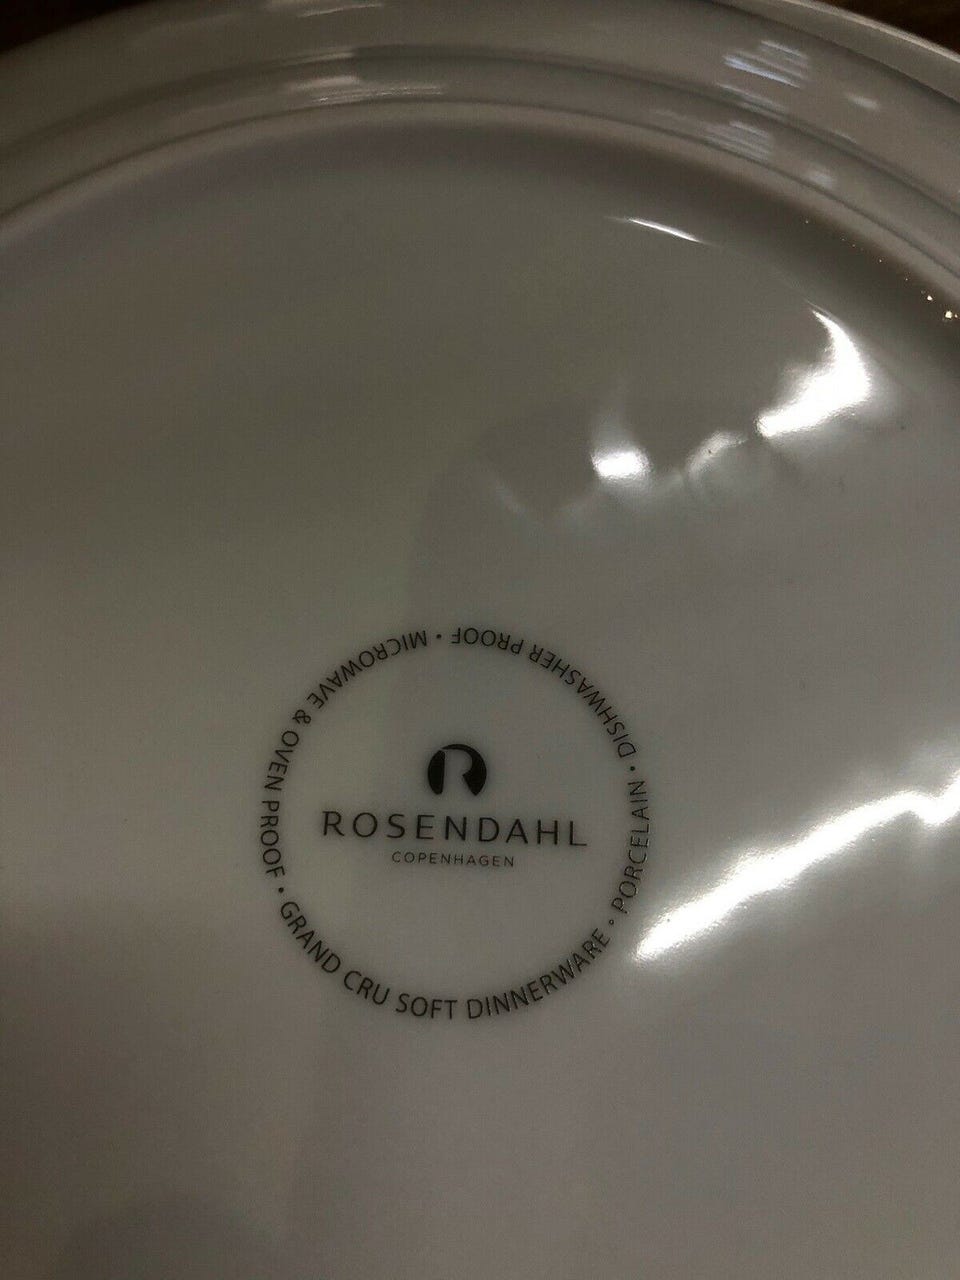 R
ROSENDAHL
COPENHAGEN
GRAND CRU SOFT DINNERWARE • PORCELAIN • DISHWASHER PROOF • MICROWAVE & OVEN PROOF •